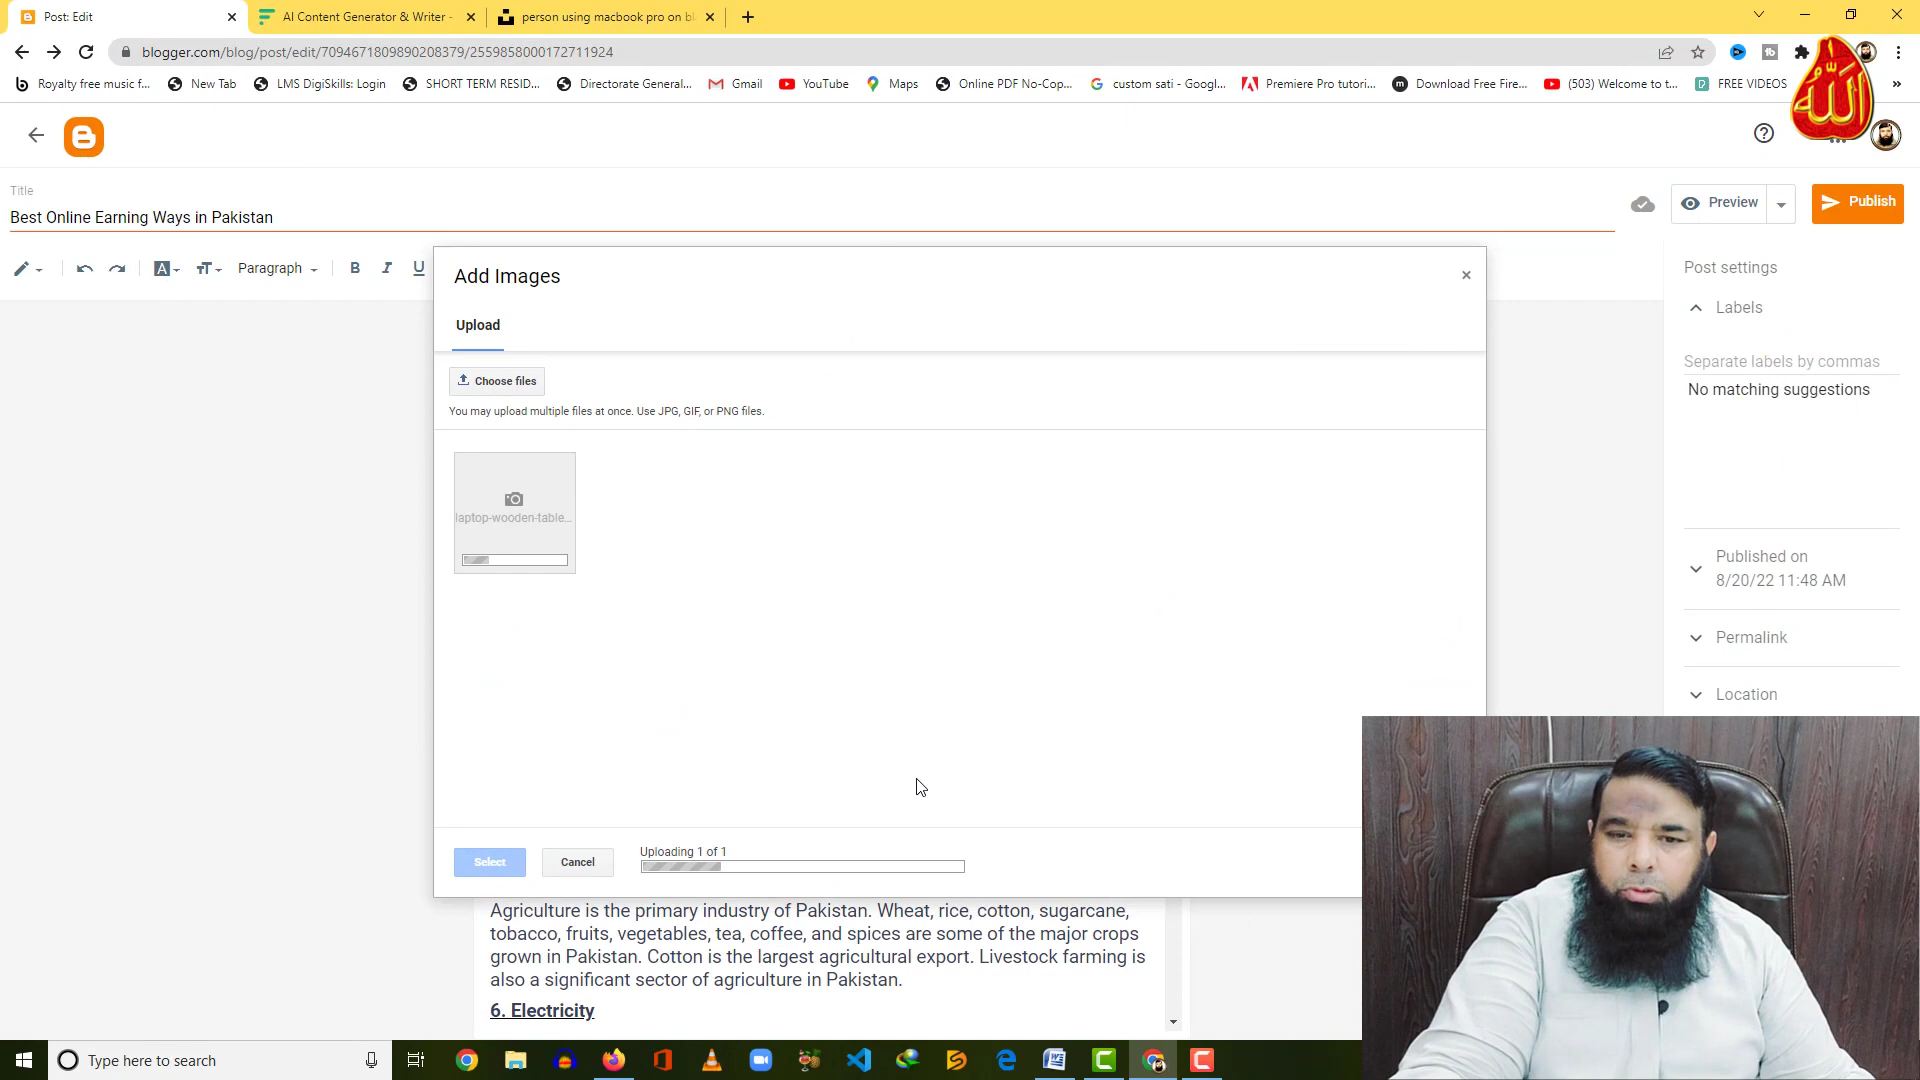 Post: Edit
AI Content Generator & Writer -
person using macbook pro on bl
blogger.com/blog/post/edit/7094671809890208379/2559858000172711924
Royalty free music f...
New Tab
LMS DigiSkills: Login
SHORT TERM RESID...
Directorate General...
Gmail
YouTube
Maps
Online PDF No-Cop...
custom sati - Googl...
Premiere Pro tutori...
Download Free Fire...
(503) Welcome to t...
FREE VIDEOS
»
الله
Title
Best Online Earning Ways in Pakistan
Preview
Publish
Paragraph
B
I
U
Add Images
Upload
Choose files
You may upload multiple files at once. Use JPG, GIF, or PNG files.
laptop-wooden-table...
Uploading 1 of 1
Select
Cancel
Post settings
Labels
Separate labels by commas
No matching suggestions
Published on
8/20/22 11:48 AM
Permalink
Location
Agriculture is the primary industry of Pakistan. Wheat, rice, cotton, sugarcane,
tobacco, fruits, vegetables, tea, coffee, and spices are some of the major crops
grown in Pakistan. Cotton is the largest agricultural export. Livestock farming is
also a significant sector of agriculture in Pakistan.
6. Electricity
Type here to search